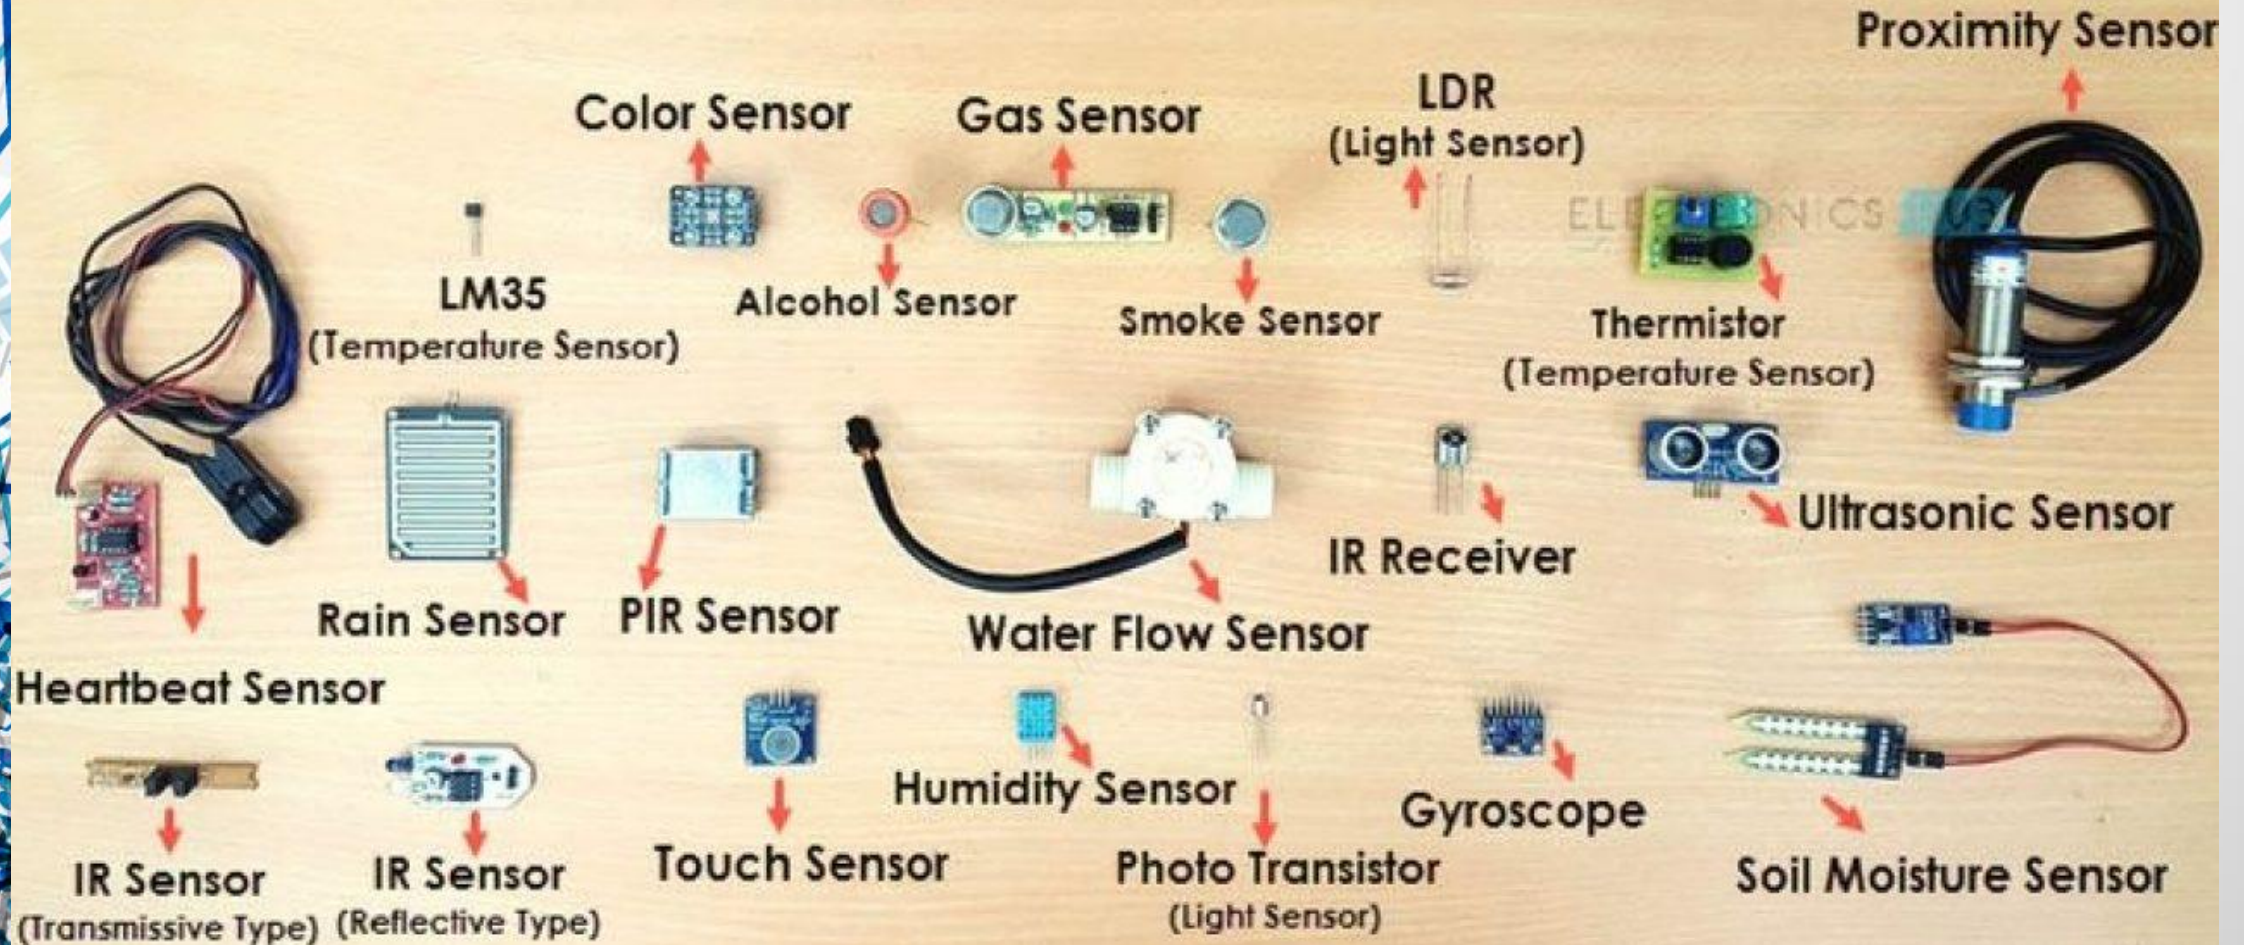 Proximity Sensor
Color Sensor
Gas Sensor
LDR
(Light Sensor)
LM35
(Temperature Sensor)
Alcohol Sensor
Smoke Sensor
Thermistor
(Temperature Sensor)
Rain Sensor
PIR Sensor
Water Flow Sensor
IR Receiver
Ultrasonic Sensor
Heartbeat Sensor
Humidity Sensor
Gyroscope
IR Sensor
(Transmissive Type)
IR Sensor
(Reflective Type)
Touch Sensor
Photo Transistor
(Light Sensor)
Soil Moisture Sensor